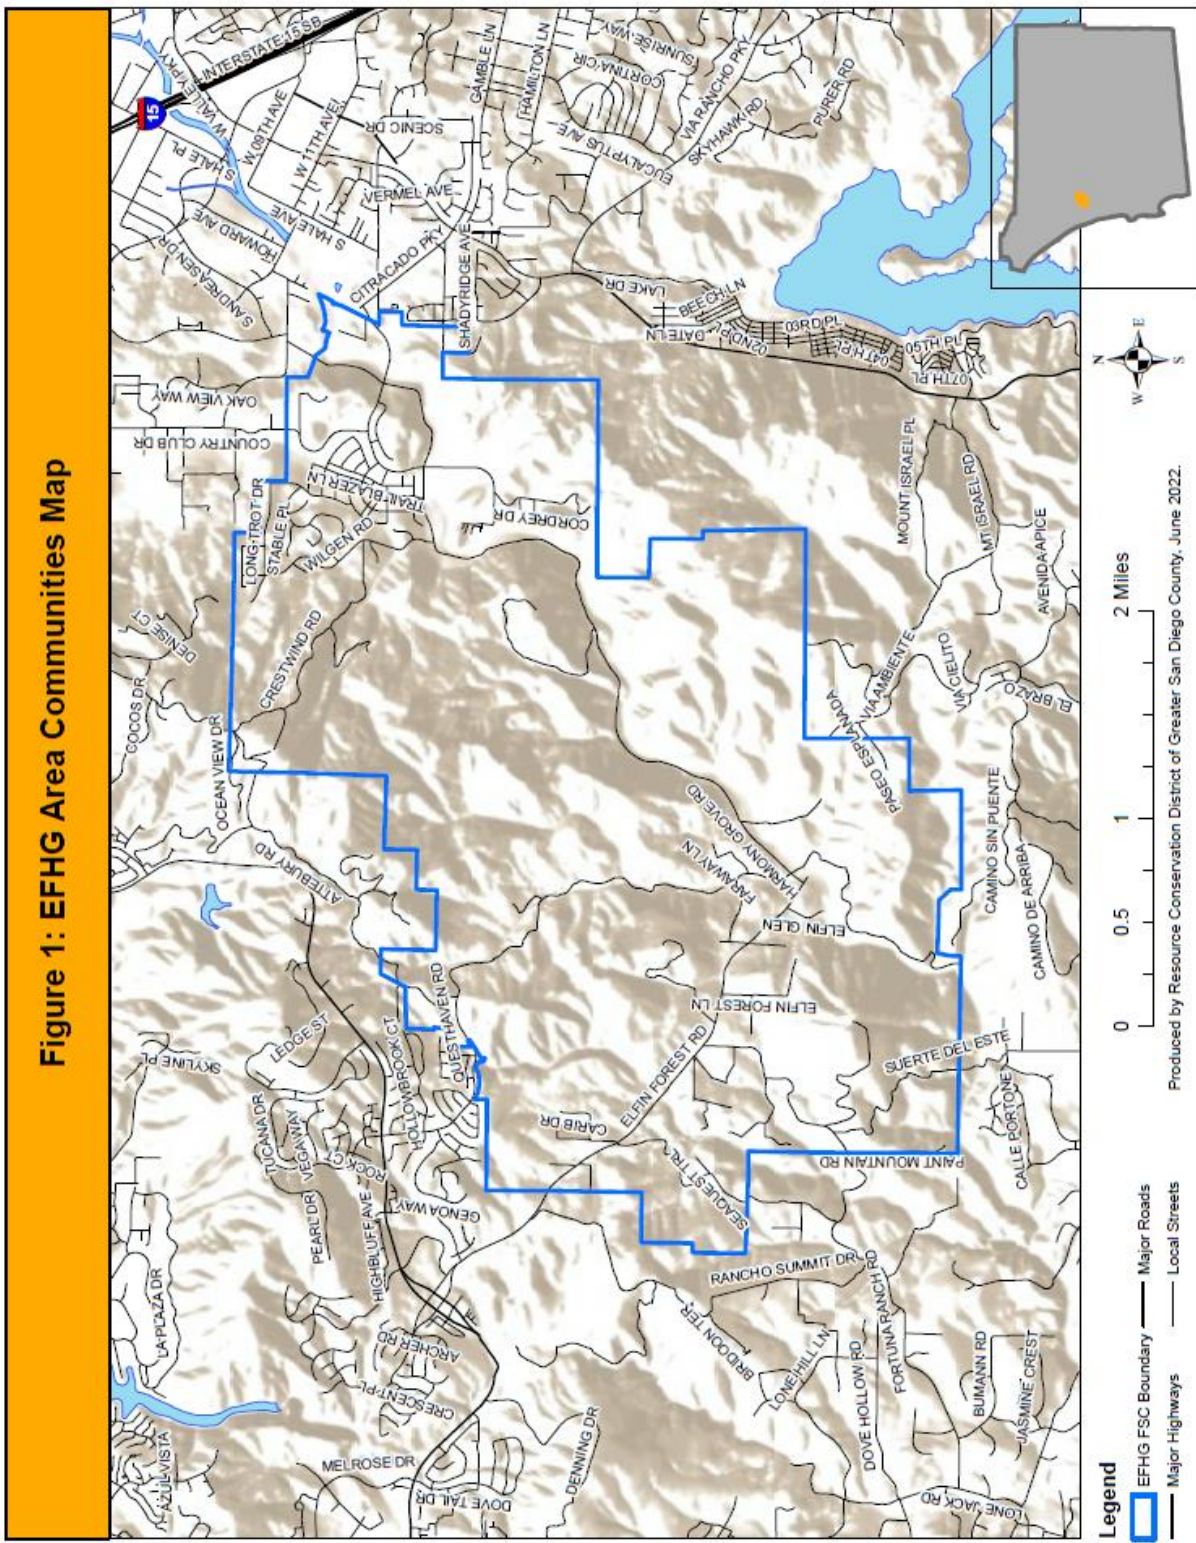 Figure 1: EFHG Area Communities Map
AZUL VISTA
LA PLAZA DR
SKYLINE PL
COCOS DR
DENISE CT
OCEAN VIEW DR
COUNTRY CLUB DR
OAK VIEW WAY
SANDREASEN DR
HOWARD AVE
S HALE PL
W VALLEY PKY
15
INTERSTATE 15 SB
W 09TH AVE
W 11TH AVE
S HALE AVE
MELROSE DR
DOVE TAIL DR
CRESCENT PL
ARCHER RD
HIGHBLUFF AVE
PEARL DR
VEGA WAY
TUCANA DR
ROCK CT
LEDGE ST
ATTEBURY RD
CRESTWIND RD
LONG TROT DR
STABLE PL
WILGEN RD
TRAILBLAZER LN
CITRACADO PKY
VERMEL AVE
SCENIC DR
GENOA WAY
HOLLOWBROOK CT
QUESTHAVEN RD
CORDREY DR
SHADYRIDGE AVE
GAMBLE LN
HAMILTON LN
DENNING DR
CARIB DR
ELFIN FOREST RD
EUCALYPTUS AVE
CORTINA CIR
SUNRISE WAY
BRIDOON TER
SEAQUEST TRL
ELFIN FOREST LN
FARAWAY LN
HARMONY GROVE RD
LAKE DR
VIA RANCHO PKY
SKYHAWK RD
LONE HILL LN
RANCHO SUMMIT DR
PAINT MOUNTAIN RD
ELFIN GLEN
PASEO ESPLANADA
VIA AMBIENTE
DATE LN
BEECH LN
02ND PL
03RD PL
04TH PL
05TH PL
07TH PL
PURER RD
DOVE HOLLOW RD
FORTUNA RANCH RD
SUERTE DEL ESTE
MOUNT ISRAEL PL
MT ISRAEL RD
LONE JACK RD
BUMANN RD
JASMINE CREST
CALLE PORTONE
CAMINO SIN PUENTE
CAMINO DE ARRIBA
VIA CIELITO
EL BRAZO
AVENIDA APICE
Legend
EFHG FSC Boundary
Major Roads
Major Highways
Local Streets
0 0.5 1 2 Miles
N
W E
S
Produced by Resource Conservation District of Greater San Diego County, June 2022.